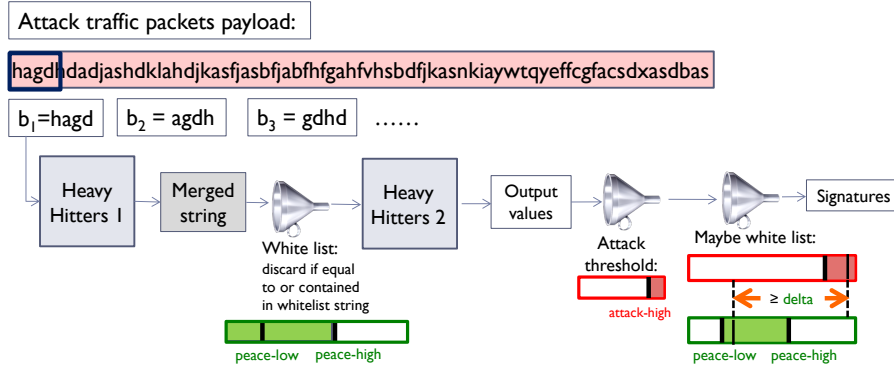 Attack traffic packets payload:
hagdhdadjashdklahdjkasfjasbfjabfhfgahfvhsbdfjkasnkiaywtqyeffcgfacsdxasdbas
b1=hagd
b2 = agdh
b3 = gdhd
……
Heavy
Hitters 1
Merged
string
Heavy
Hitters 2
Output
values
Signatures
White list:
discard if equal
to or contained
in whitelist string
peace-low
peace-high
Attack
threshold:
attack-high
Maybe white list:
≥ delta
peace-low
peace-high